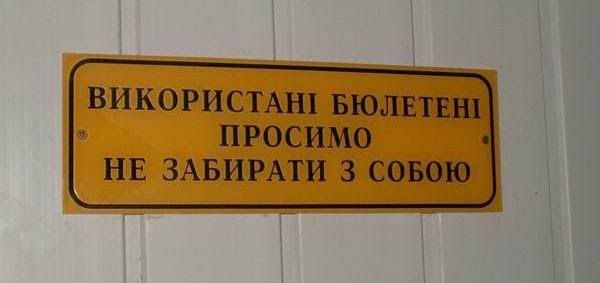 ВИКОРИСТАНІ БЮЛЕТЕНІ
ПРОСИМО
НЕ ЗАБИРАТИ З СОБОЮ